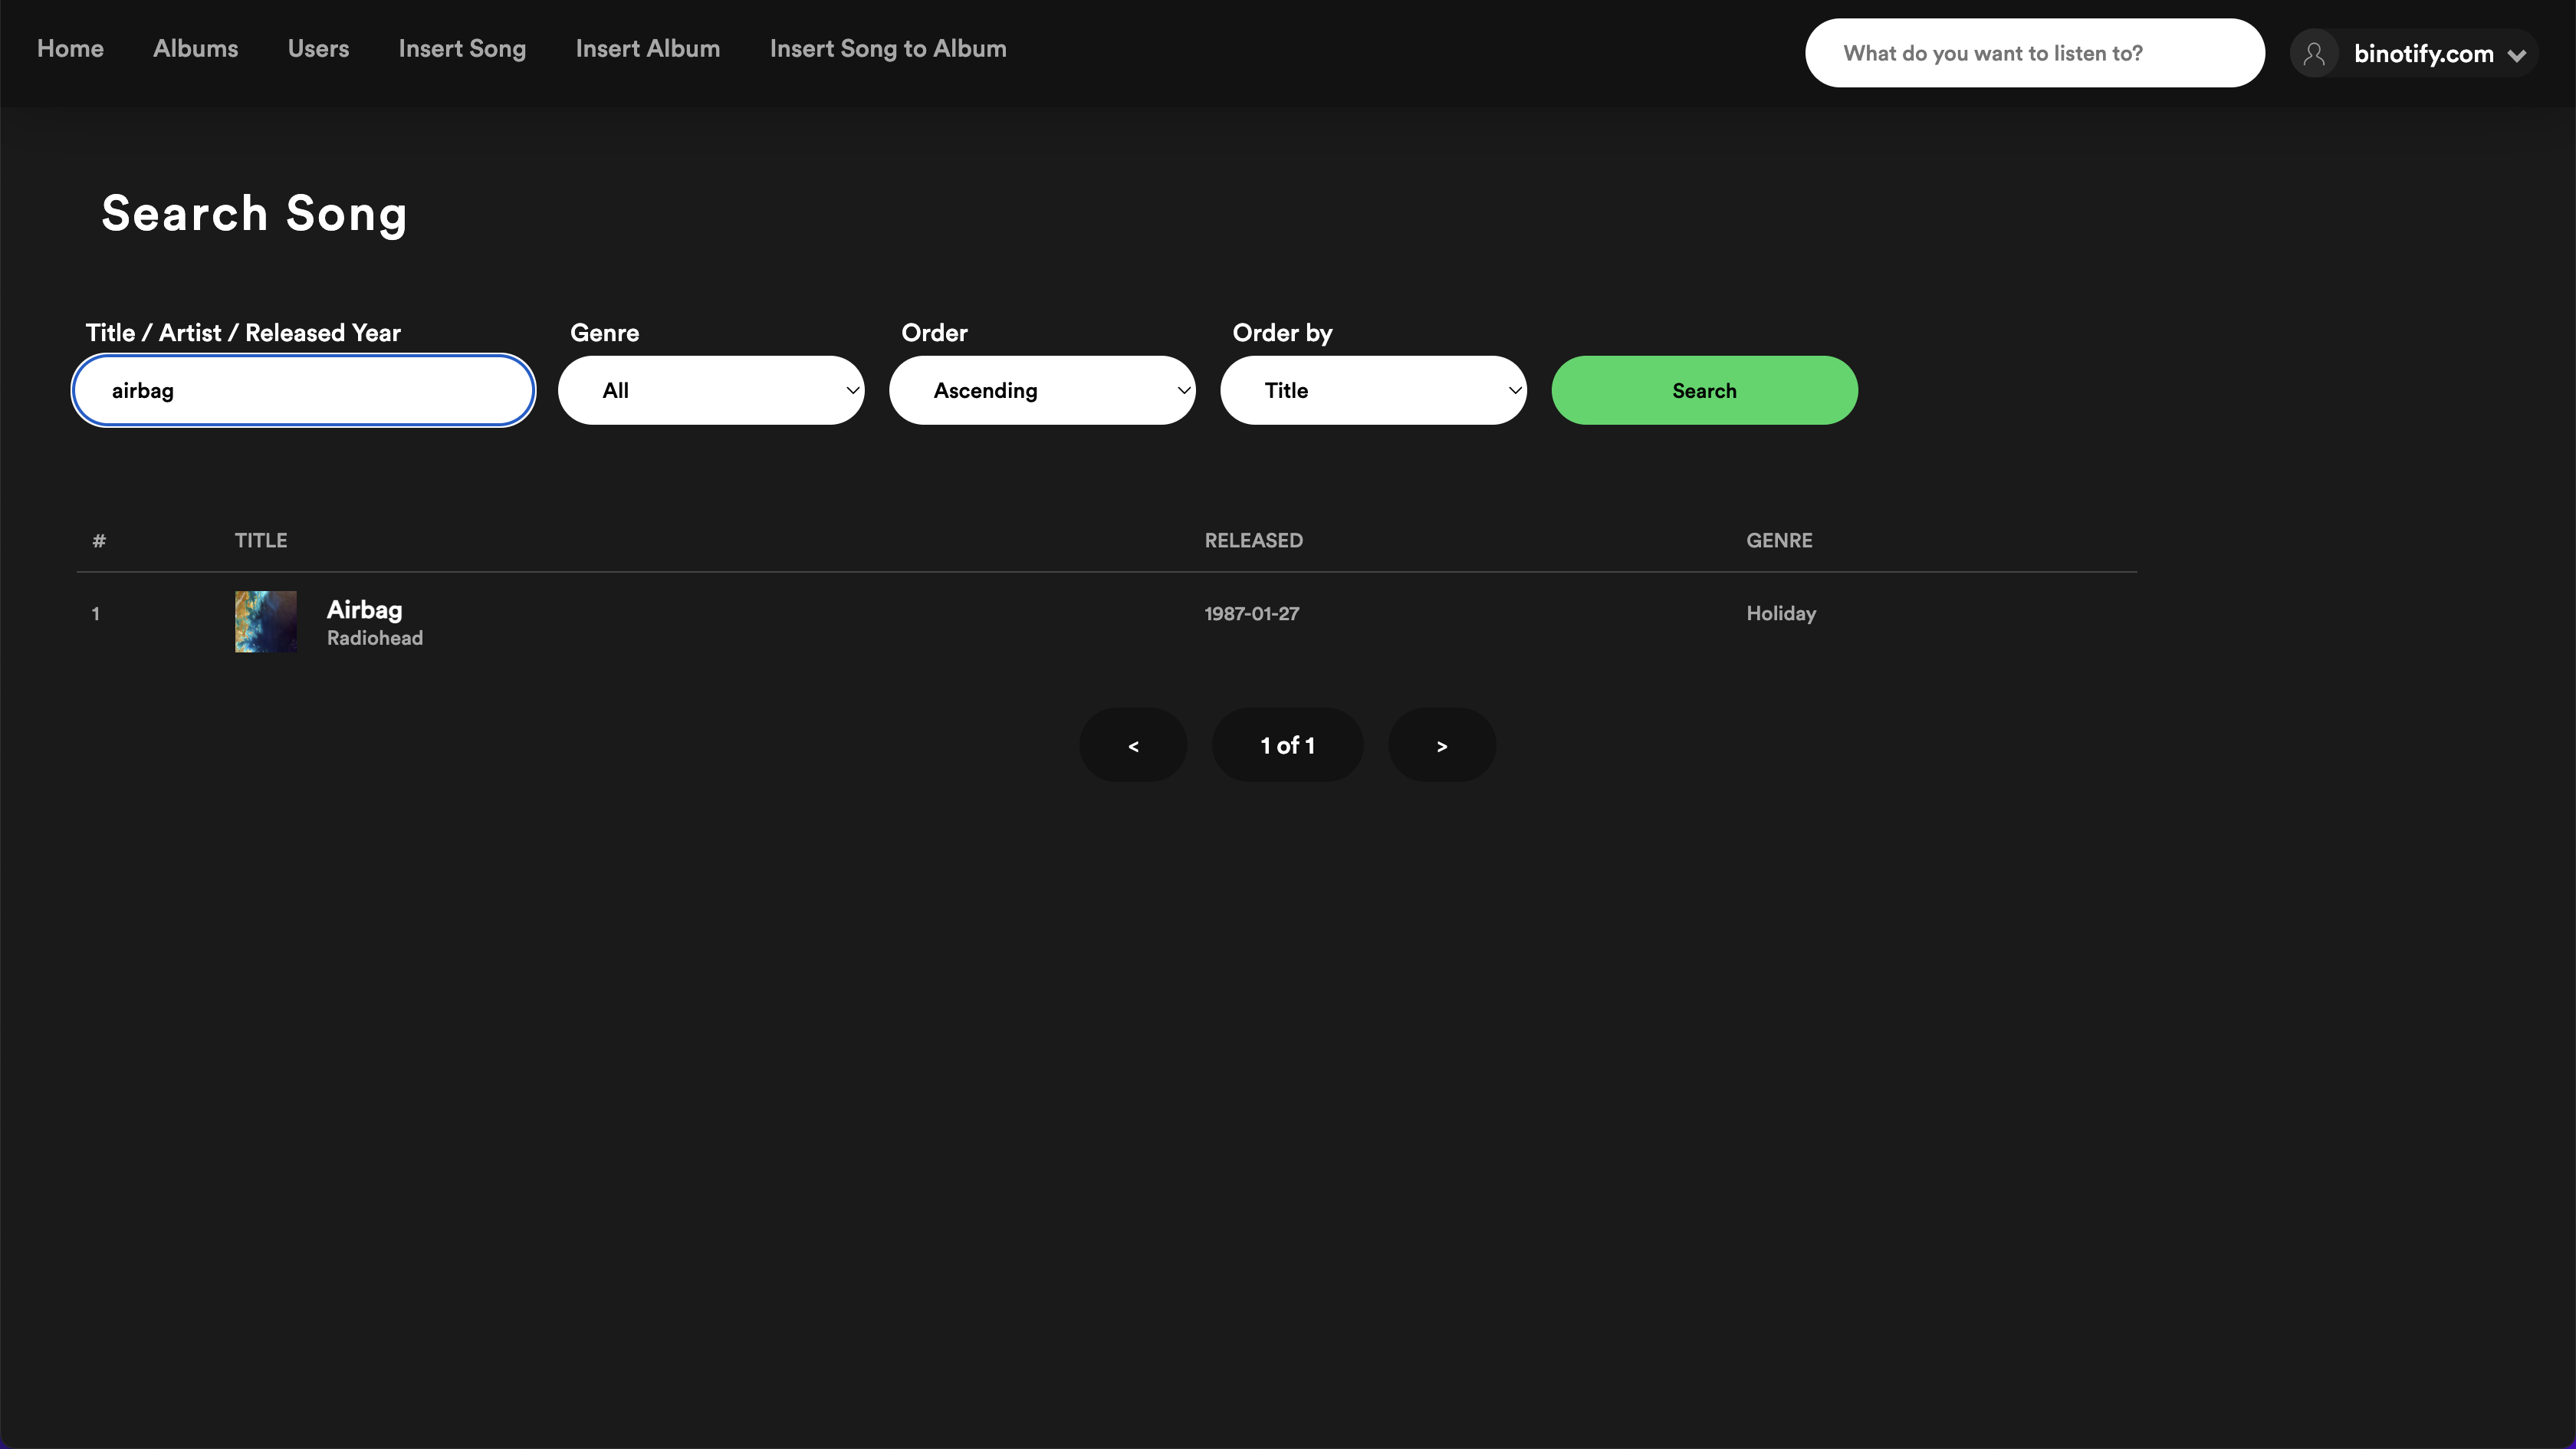 Home Albums Users Insert Song Insert Album Insert Song to Album What do you want to listen to? binotify.com
Search Song
Title / Artist / Released Year Genre Order Order by
airbag All Ascending Title Search
# TITLE RELEASED GENRE
1 Airbag 1987-01-27 Holiday
Radiohead
< 1 of 1 >